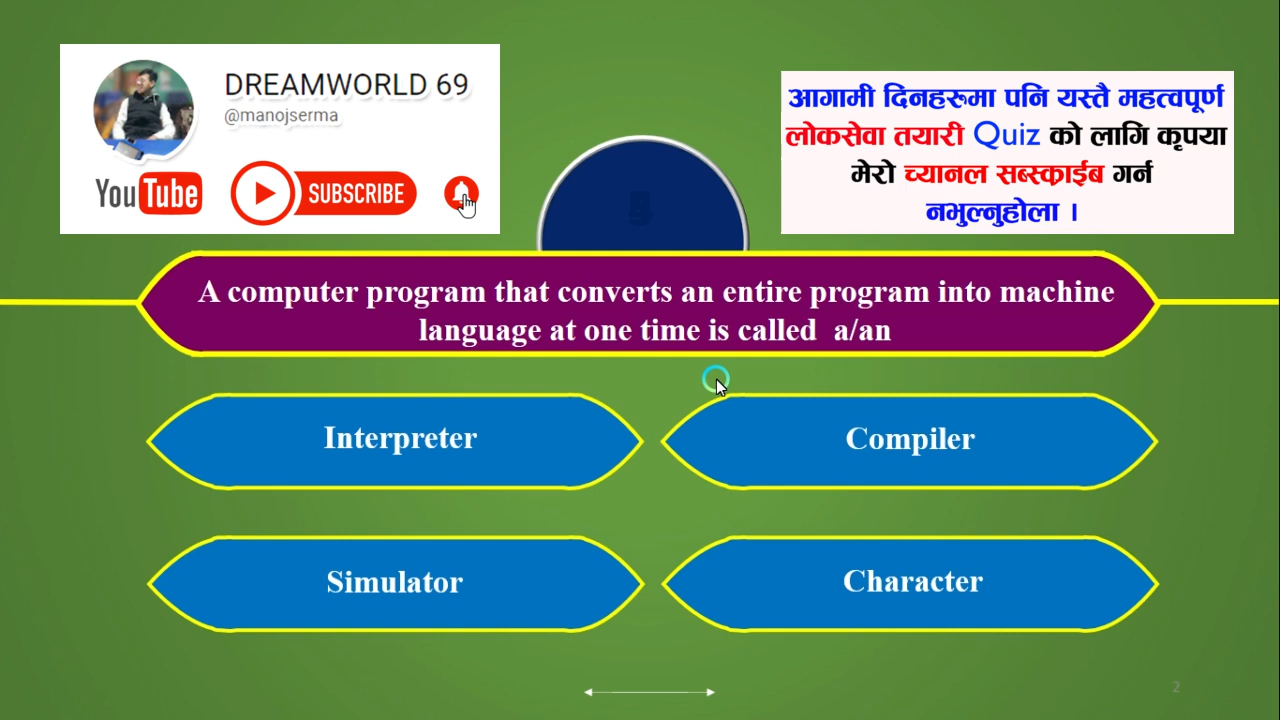 DREAMWORLD 69
@manojserma
YouTube
SUBSCRIBE
आगामी दिनहरुमा पनि यस्तै महत्वपूर्ण
लोकसेवा तयारी Quiz को लागि कृपया
मेरो च्यानल सब्स्क्राईब गर्न
नभुल्नुहोला ।
A computer program that converts an entire program into machine
language at one time is called a/an
Interpreter
Compiler
Simulator
Character
2